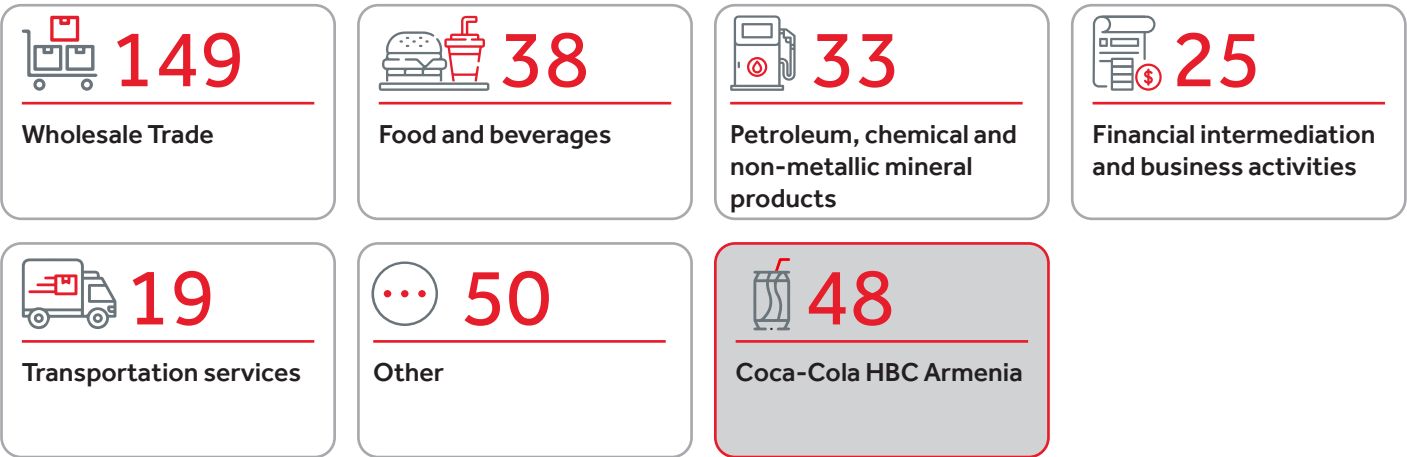 149
Wholesale Trade
38
Food and beverages
33
Petroleum, chemical and
non-metallic mineral
products
$ 25
Financial intermediation
and business activities
19
Transportation services
50
Other
48
Coca-Cola HBC Armenia